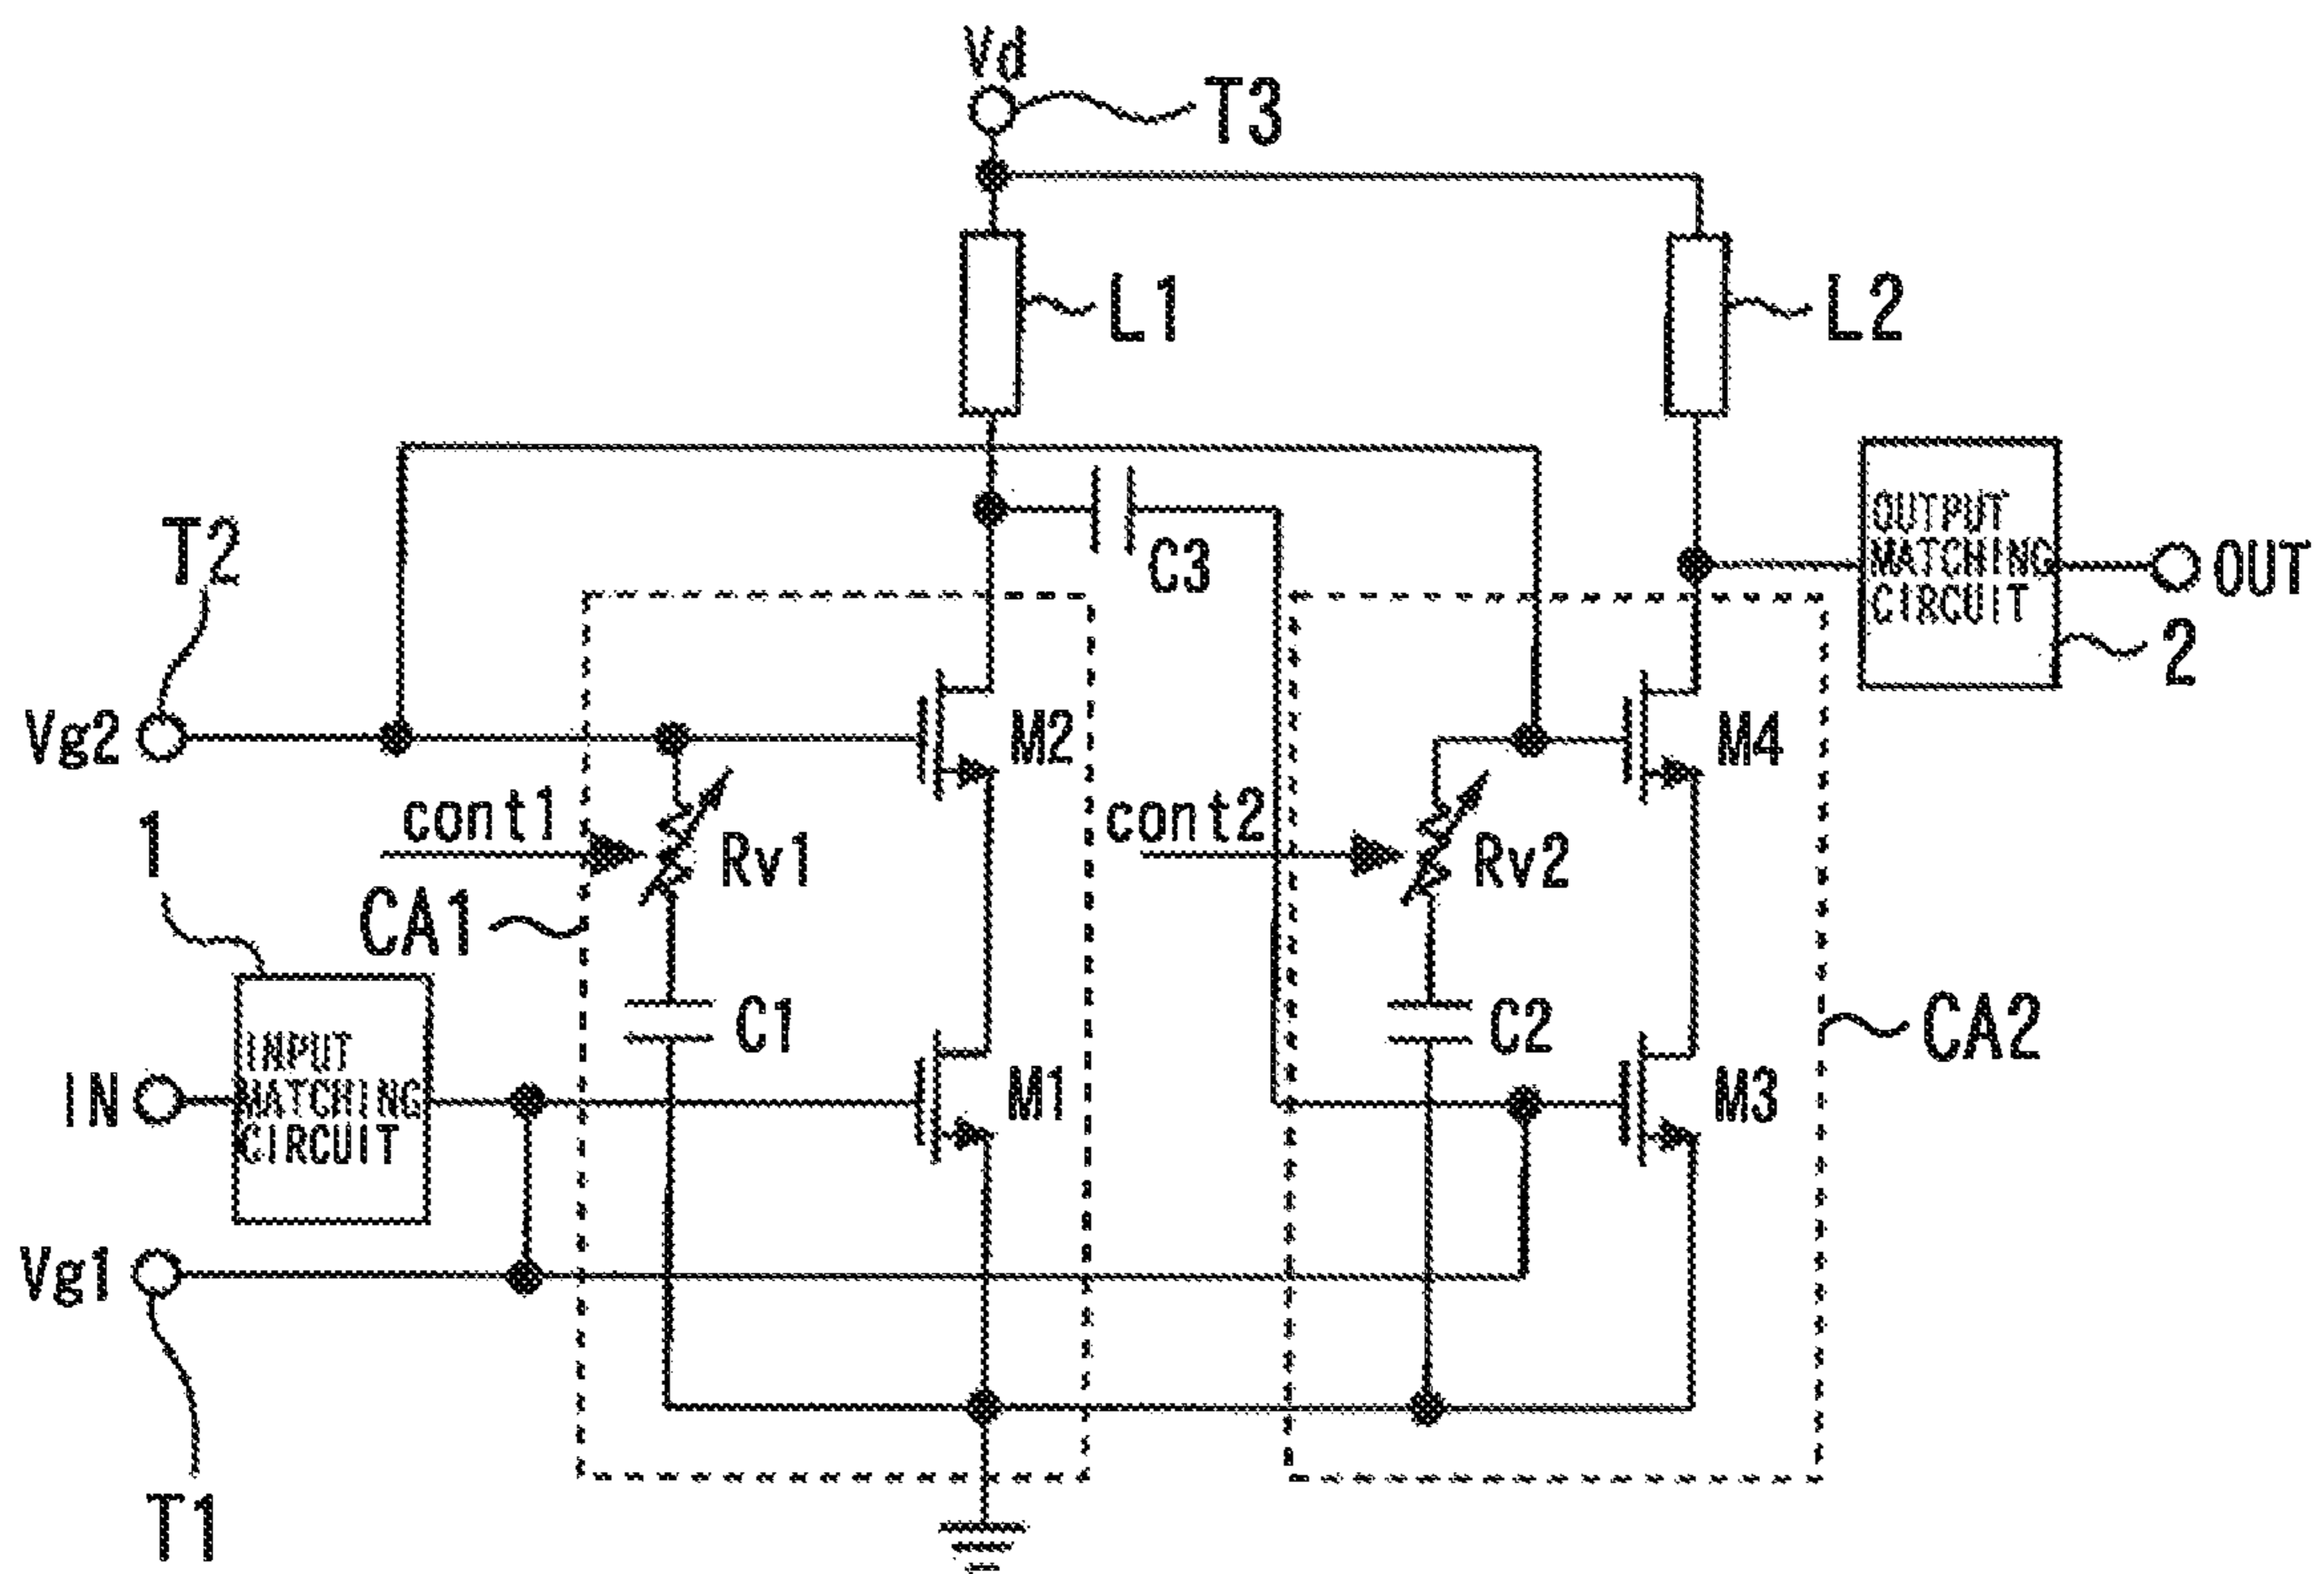 Vd
T3
L1
L2
T2
C3
OUTPUT
MATCHING
CIRCUIT
OUT
2
Vg2
M2
M4
1
cont1
Rv1
cont2
Rv2
CA1
C1
C2
CA2
INPUT
MATCHING
CIRCUIT
IN
M1
M3
Vg1
T1